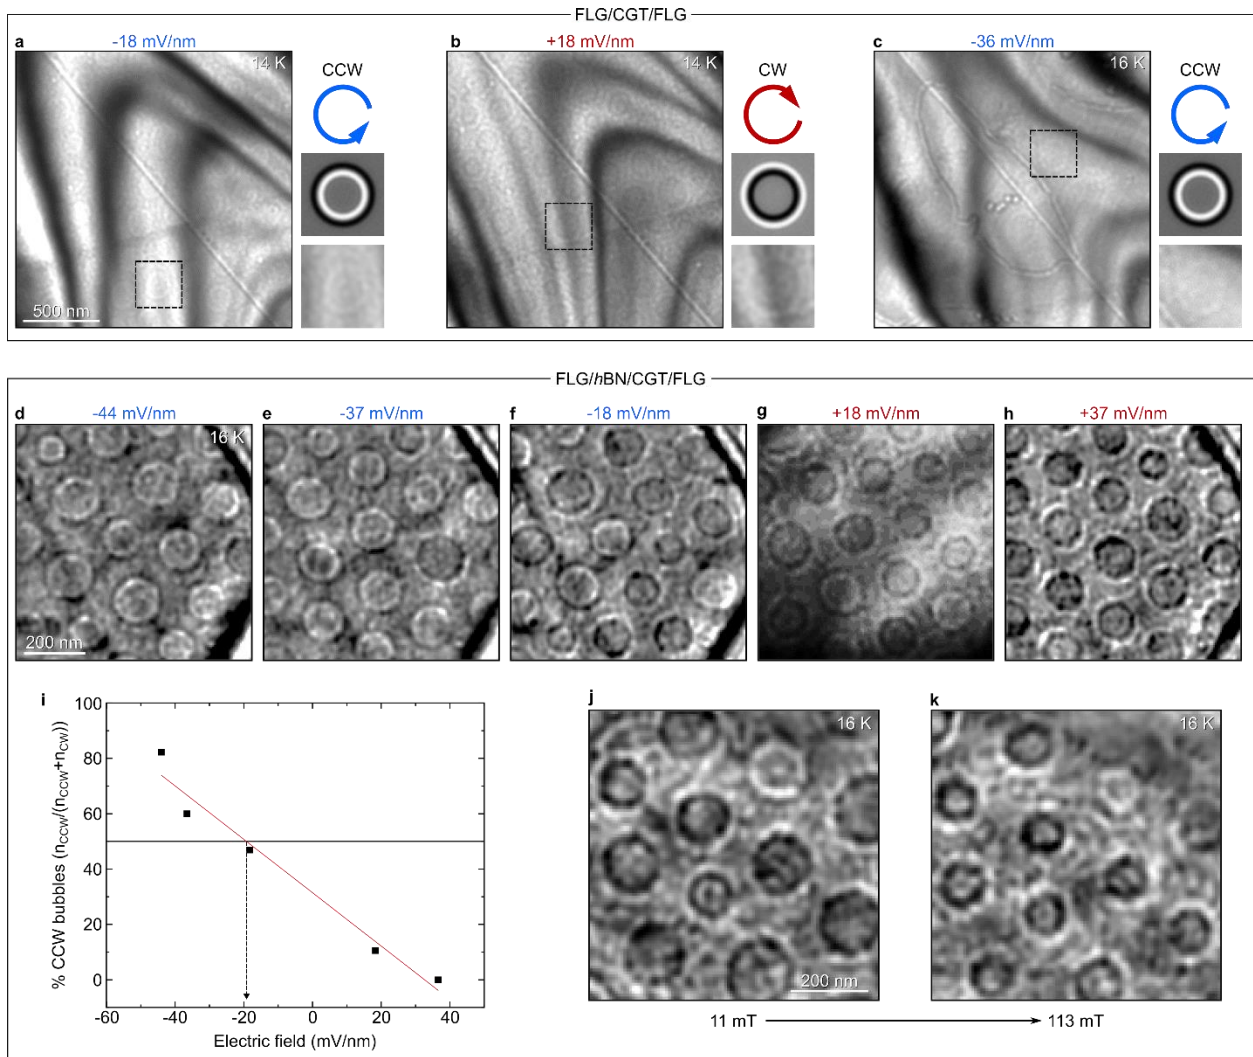 FLG/CGT/FLG
a -18 mV/nm
14 K
CCW
500 nm
b +18 mV/nm
14 K
CW
c -36 mV/nm
16 K
CCW
FLG/hBN/CGT/FLG
d -44 mV/nm
16 K
200 nm
e -37 mV/nm
f -18 mV/nm
g +18 mV/nm
h +37 mV/nm
i
% CCW bubbles (nCCW/(nCCW+nCW))
100
80
60
40
20
0
-60 -40 -20 0 20 40
Electric field (mV/nm)
j
16 K
200 nm
k
16 K
11 mT
113 mT